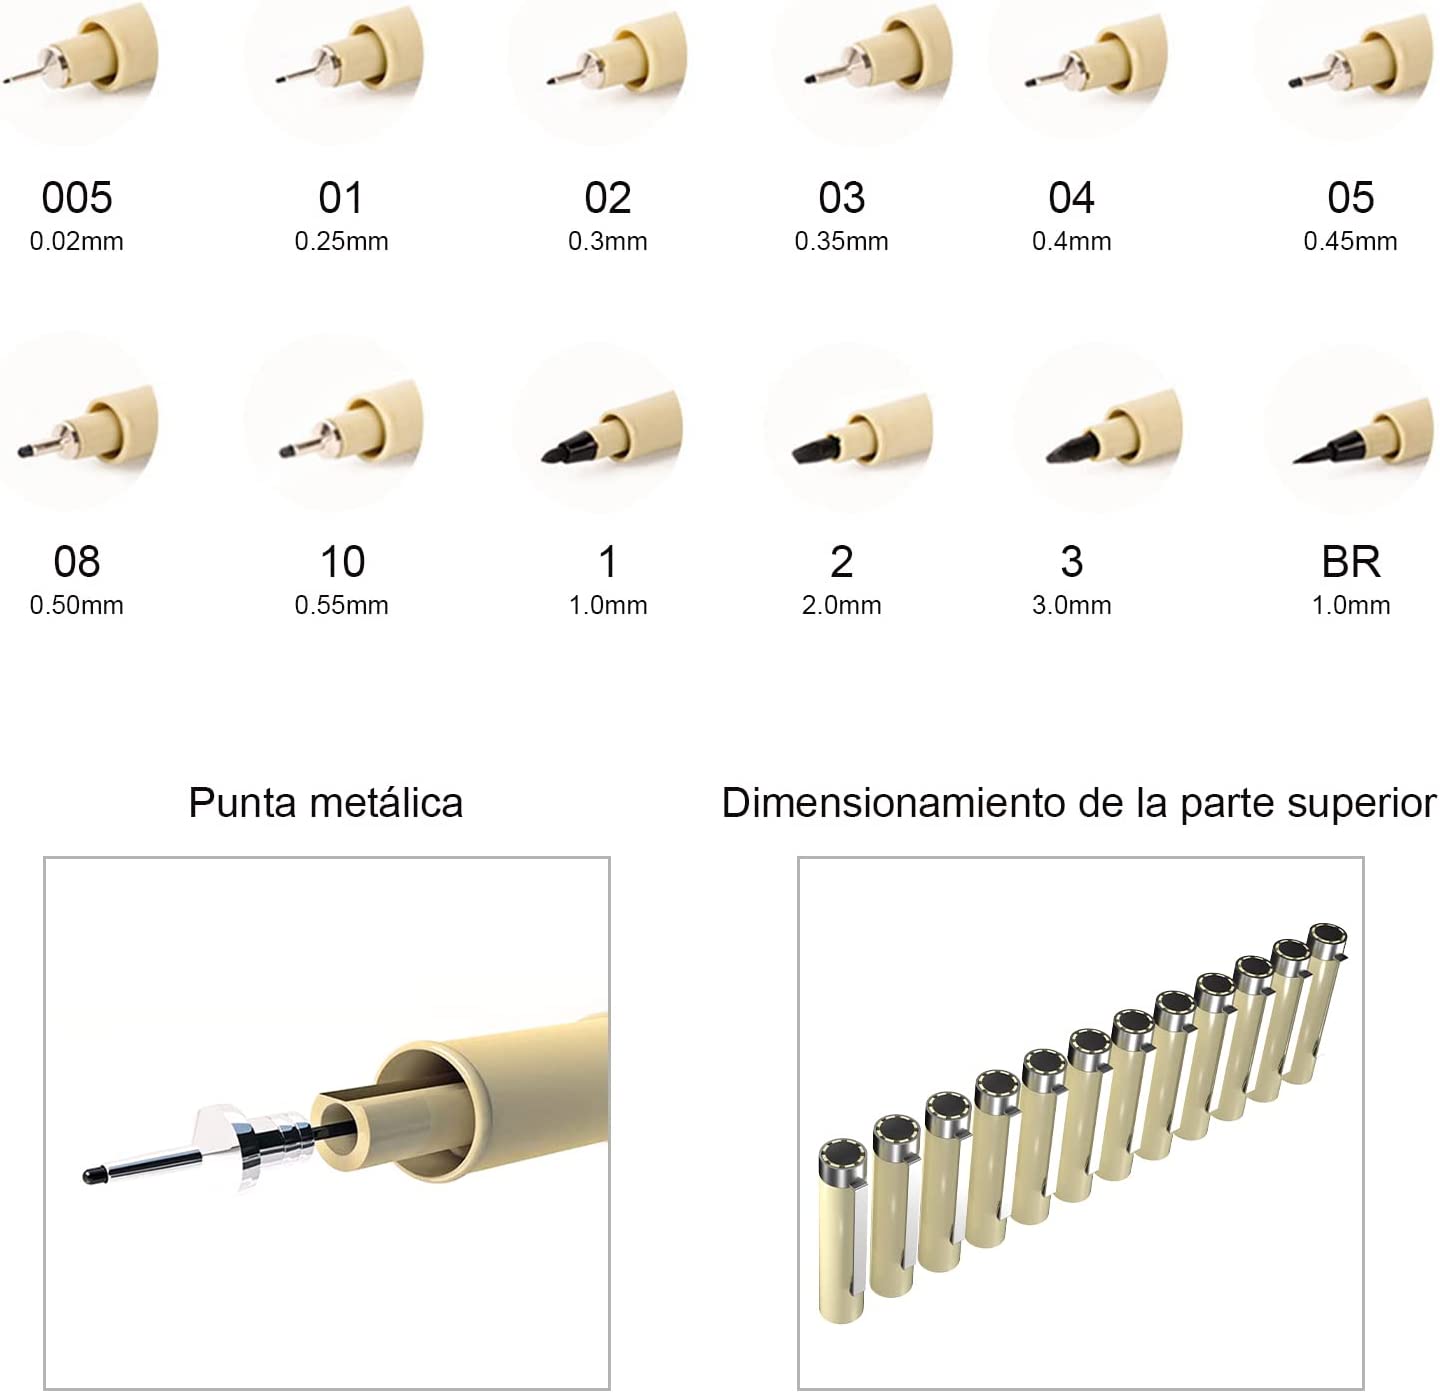 005 01 02 03 04 05
0.02mm 0.25mm 0.3mm 0.35mm 0.4mm 0.45mm
08 10 1 2 3 BR
0.50mm 0.55mm 1.0mm 2.0mm 3.0mm 1.0mm
Punta metálica Dimensionamiento de la parte superior